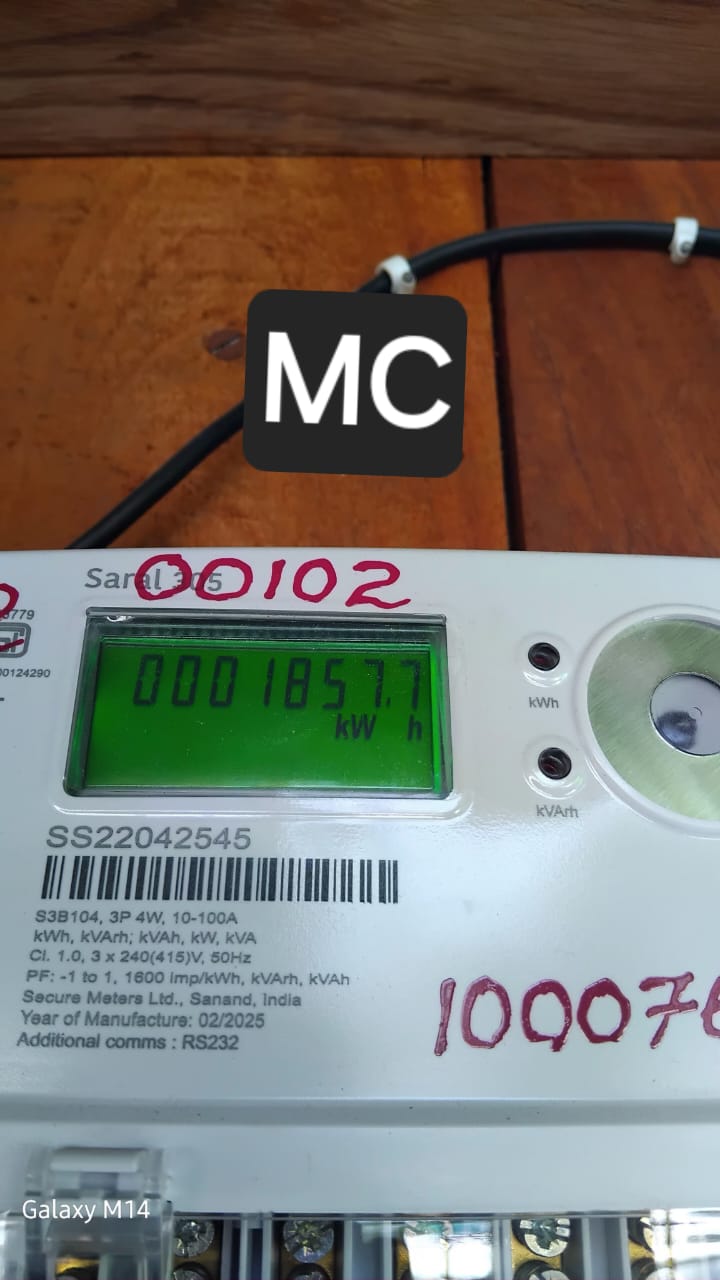 MC
Saral 305
00102
00124290
0001857.7
kW h
kWh
kVArh
SS22042545
S3B104, 3P 4W, 10-100A
kWh, kVArh; kVAh, kW, kVA
Cl. 1.0, 3 x 240(415)V, 50Hz
PF: -1 to 1, 1600 imp/kWh, kVArh, kVAh
Secure Meters Ltd., Sanand, India
Year of Manufacture: 02/2025
Additional comms : RS232
10007
Galaxy M14